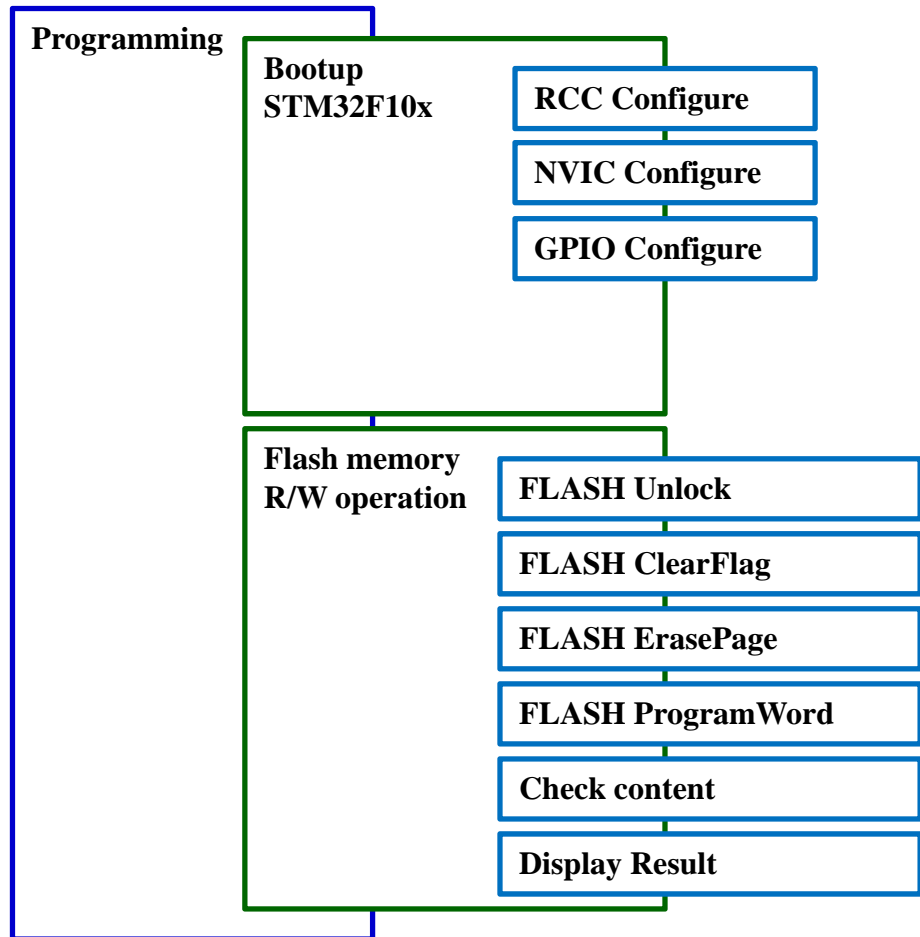 Programming
Bootup
STM32F10x
RCC Configure
NVIC Configure
GPIO Configure
Flash memory
R/W operation
FLASH Unlock
FLASH ClearFlag
FLASH ErasePage
FLASH ProgramWord
Check content
Display Result